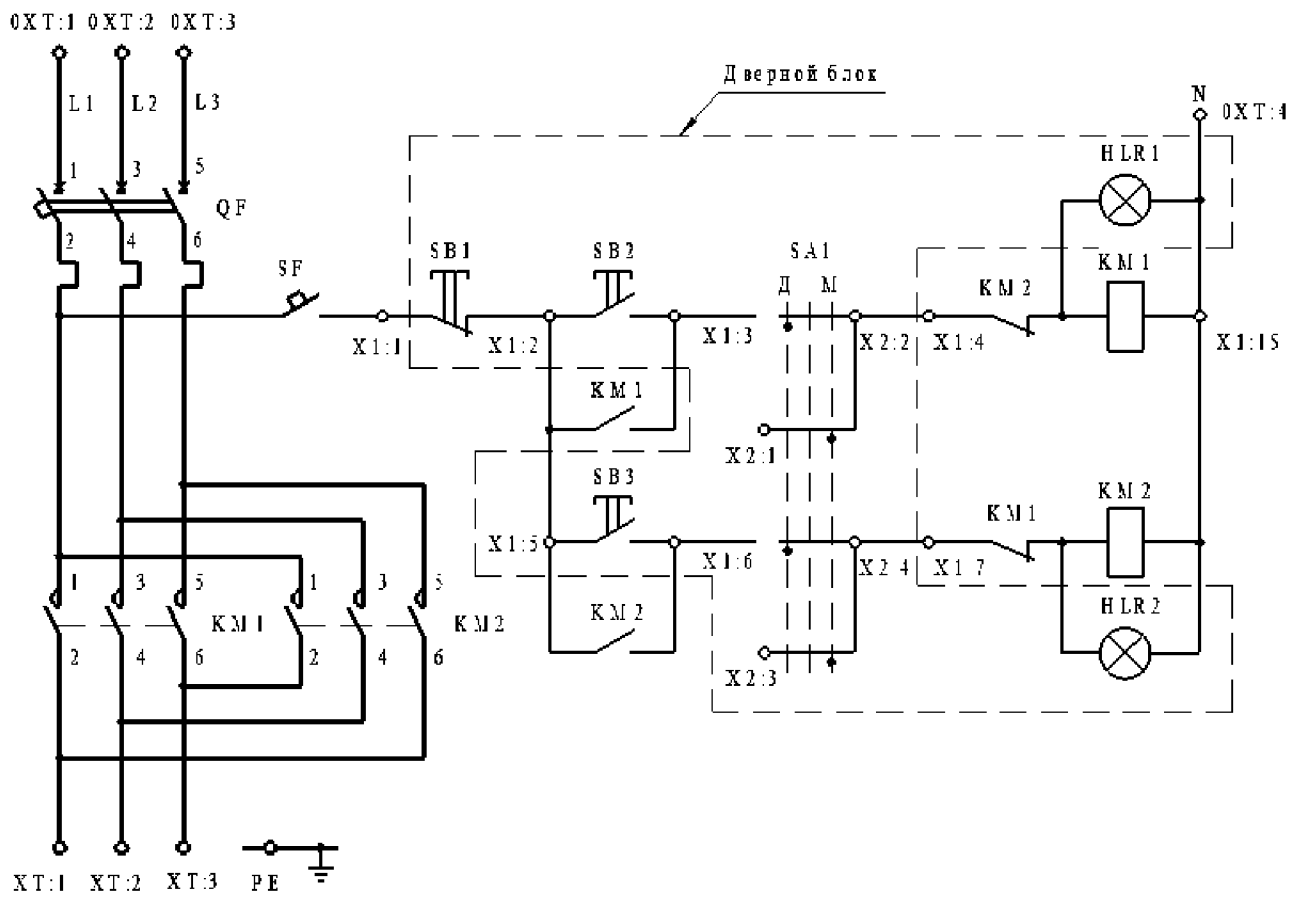 0XT:1 0XT:2 0XT:3
Дверной блок
L1 L2 L3
N
0XT:4
HLR1
1 3 5
QF
2 4 6
SB1 SB2 SA1 KM1
SF
Д М
KM2
X1:1 X1:2 X1:3 X2:2 X1:4 X1:15
KM1
X2:1
SB3
KM2
KM1
X1:5 X1:6 X2:4 X1:7
1 3 5 1 3 5
KM1 KM2 KM2 HLR2
2 4 6 2 4 6
X2:3
XT:1 XT:2 XT:3 PE